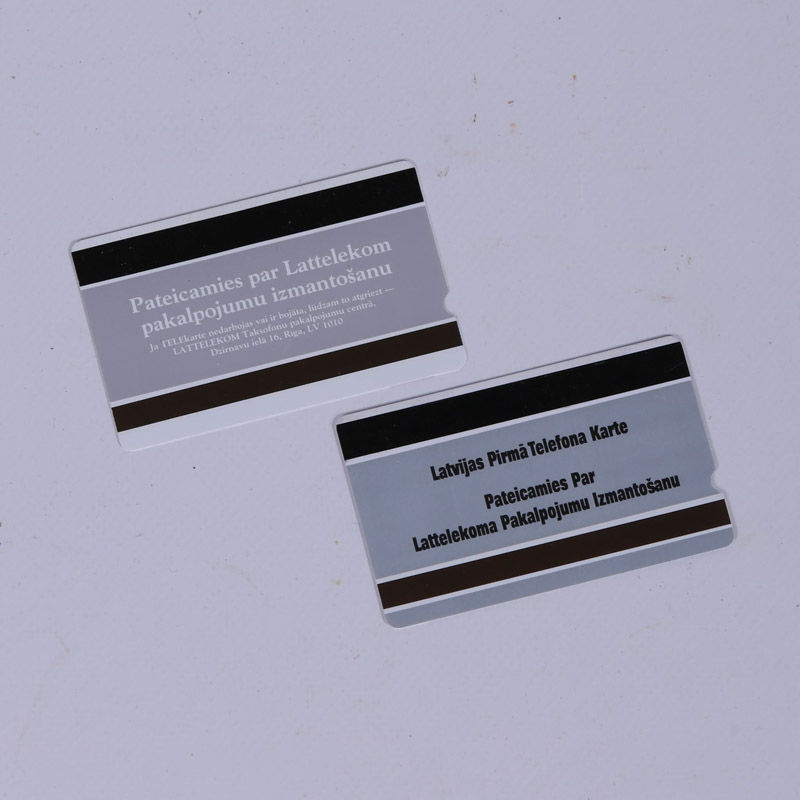 Pateicamies par Lattelekom
pakalpojumu izmantošanu
Ja TELEkarte nedarbojas vai ir bojāta, lūdzam to atgriezt —
LATTELEKOM Taksofonu pakalpojumu centrā,
Dzirnavu ielā 16, Rīga, LV 1010
Latvijas Pirmā Telefona Karte
Pateicamies Par
Lattelekoma Pakalpojumu Izmantošanu